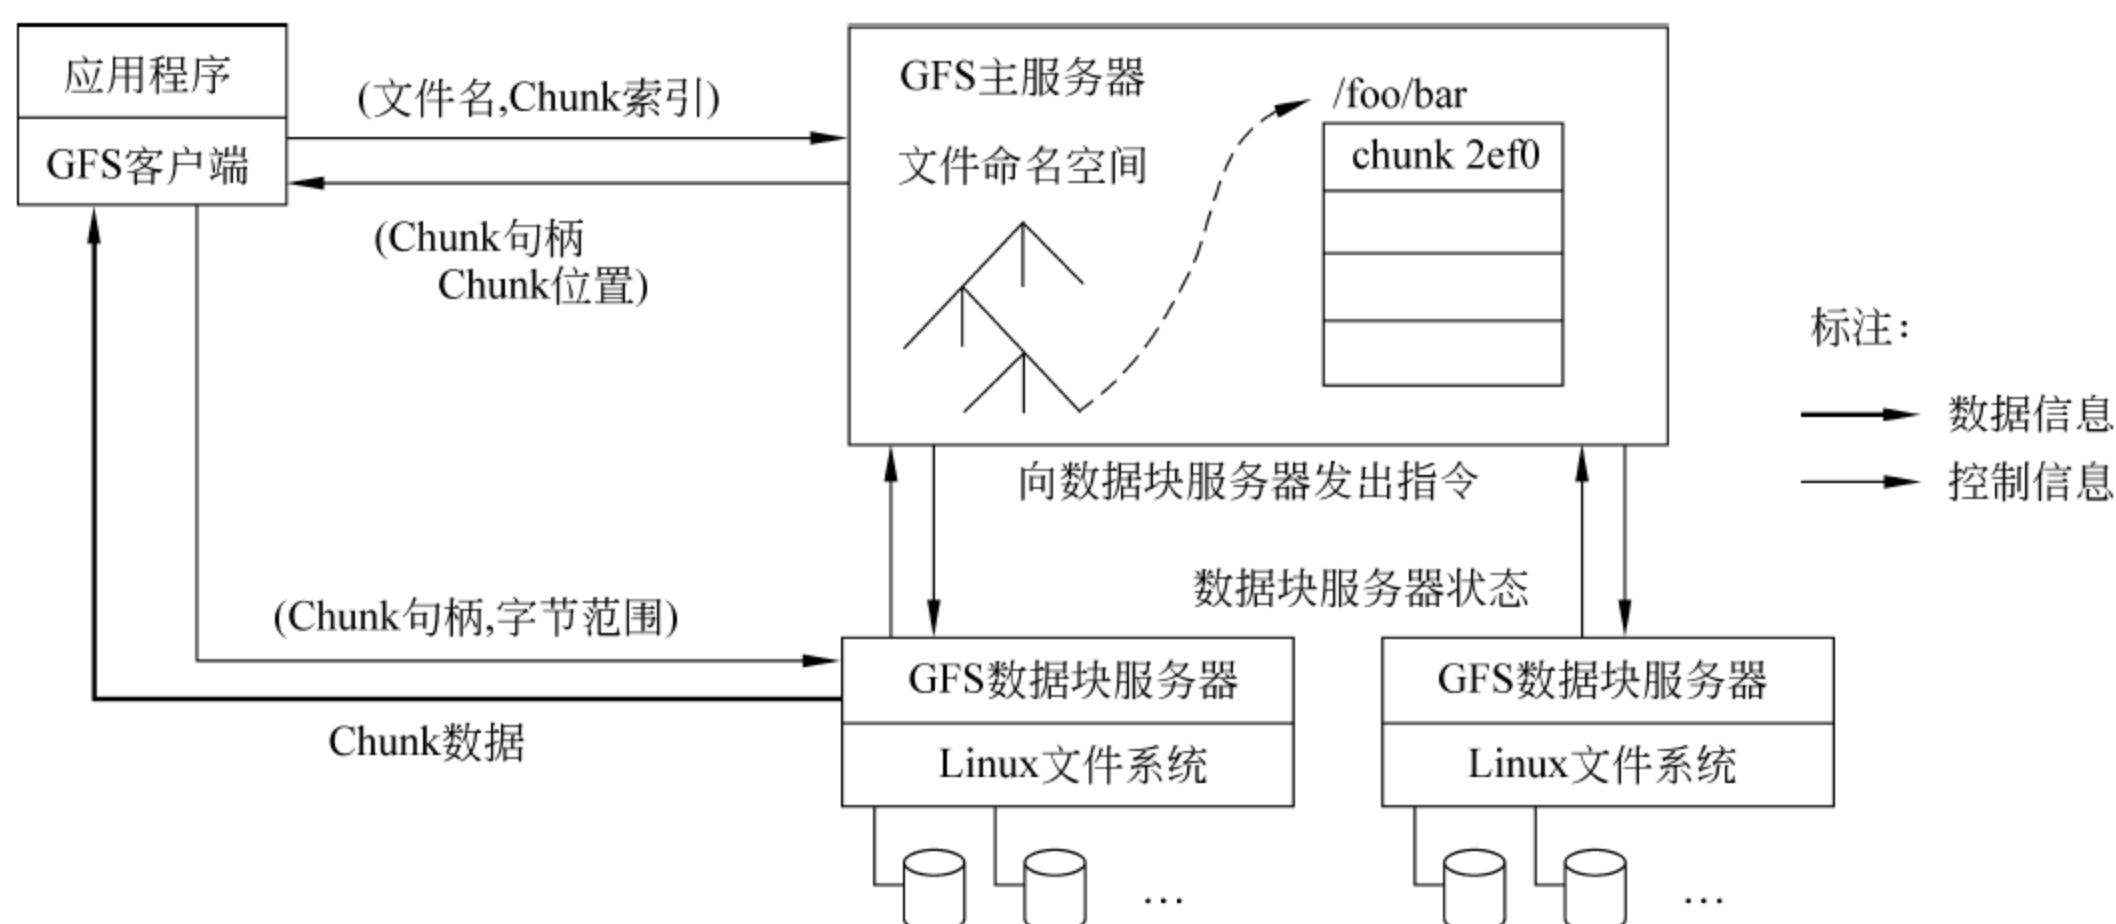 应用程序
GFS客户端
(文件名,Chunk索引)
(Chunk句柄
Chunk位置)
GFS主服务器
文件命名空间
/foo/bar
chunk 2ef0
标注:
数据信息
控制信息
向数据块服务器发出指令
数据块服务器状态
(Chunk句柄,字节范围)
Chunk数据
GFS数据块服务器
Linux文件系统
…
GFS数据块服务器
Linux文件系统
…